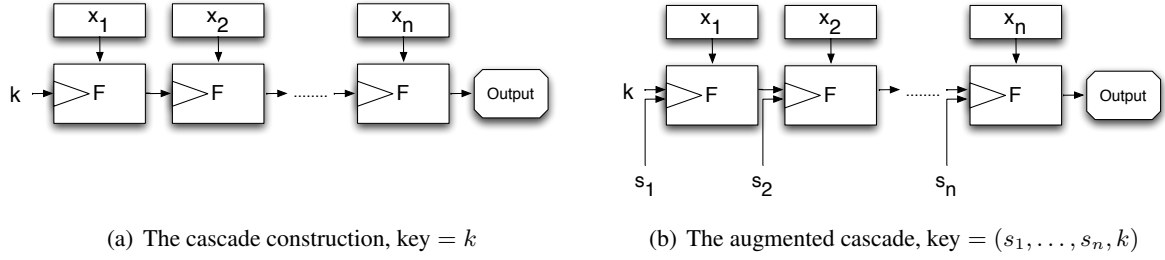 x₁ x₂ xₙ
k F F ........ F Output
(a) The cascade construction, key = k
x₁ x₂ xₙ
k F F ........ F Output
s₁ s₂ sₙ
(b) The augmented cascade, key = (s₁, . . . , sₙ, k)